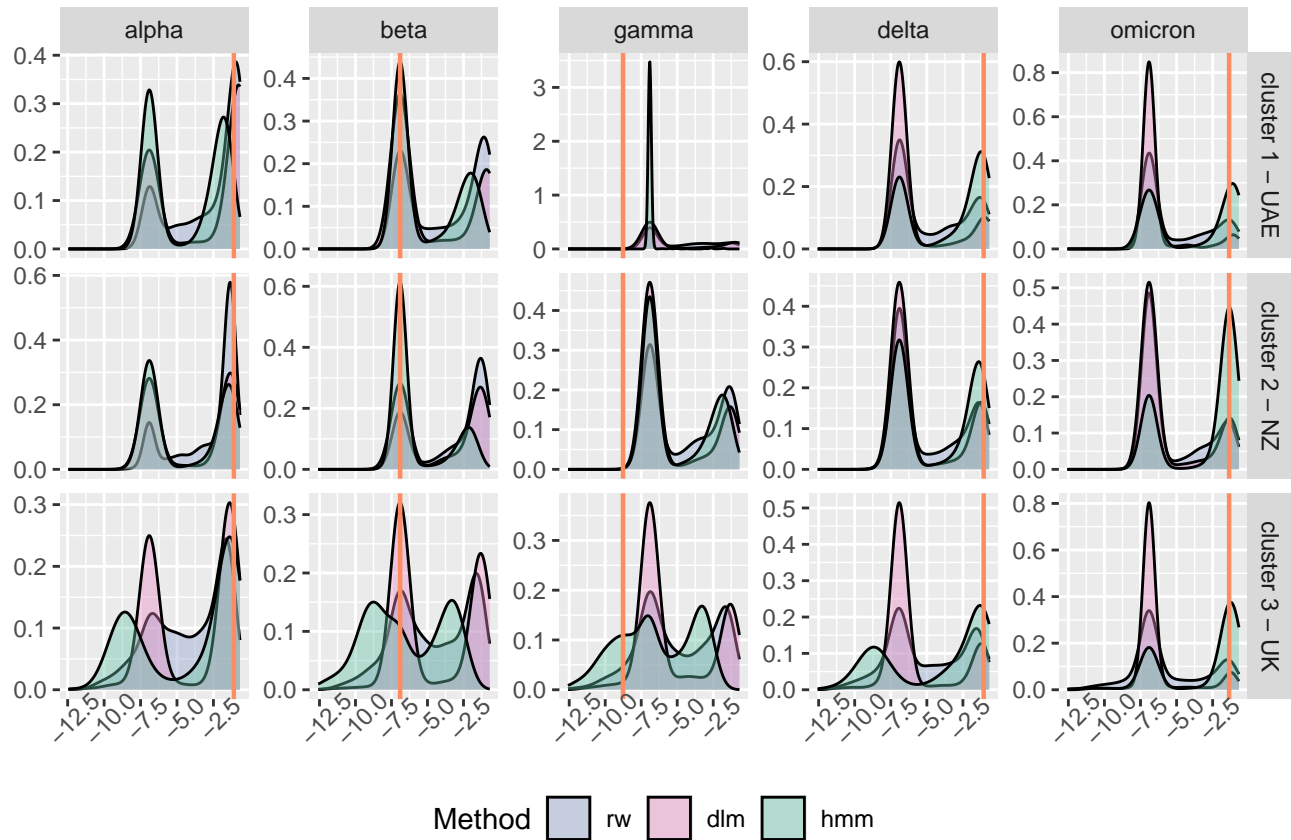 alpha beta gamma delta omicron
0.4 0.3 0.2 0.1 0.0
0.4 0.3 0.2 0.1 0.0
3 2 1 0
0.6 0.4 0.2 0.0
0.8 0.6 0.4 0.2 0.0
cluster 1 – UAE
0.6 0.4 0.2 0.0
0.6 0.4 0.2 0.0
0.4 0.3 0.2 0.1 0.0
0.4 0.3 0.2 0.1 0.0
0.5 0.4 0.3 0.2 0.1 0.0
cluster 2 – NZ
0.3 0.2 0.1 0.0
0.3 0.2 0.1 0.0
0.3 0.2 0.1 0.0
0.5 0.4 0.3 0.2 0.1 0.0
0.8 0.6 0.4 0.2 0.0
cluster 3 – UK
−12.5 −10.0 −7.5 −5.0 −2.5
−12.5 −10.0 −7.5 −5.0 −2.5
−12.5 −10.0 −7.5 −5.0 −2.5
−12.5 −10.0 −7.5 −5.0 −2.5
−12.5 −10.0 −7.5 −5.0 −2.5
Method rw dlm hmm